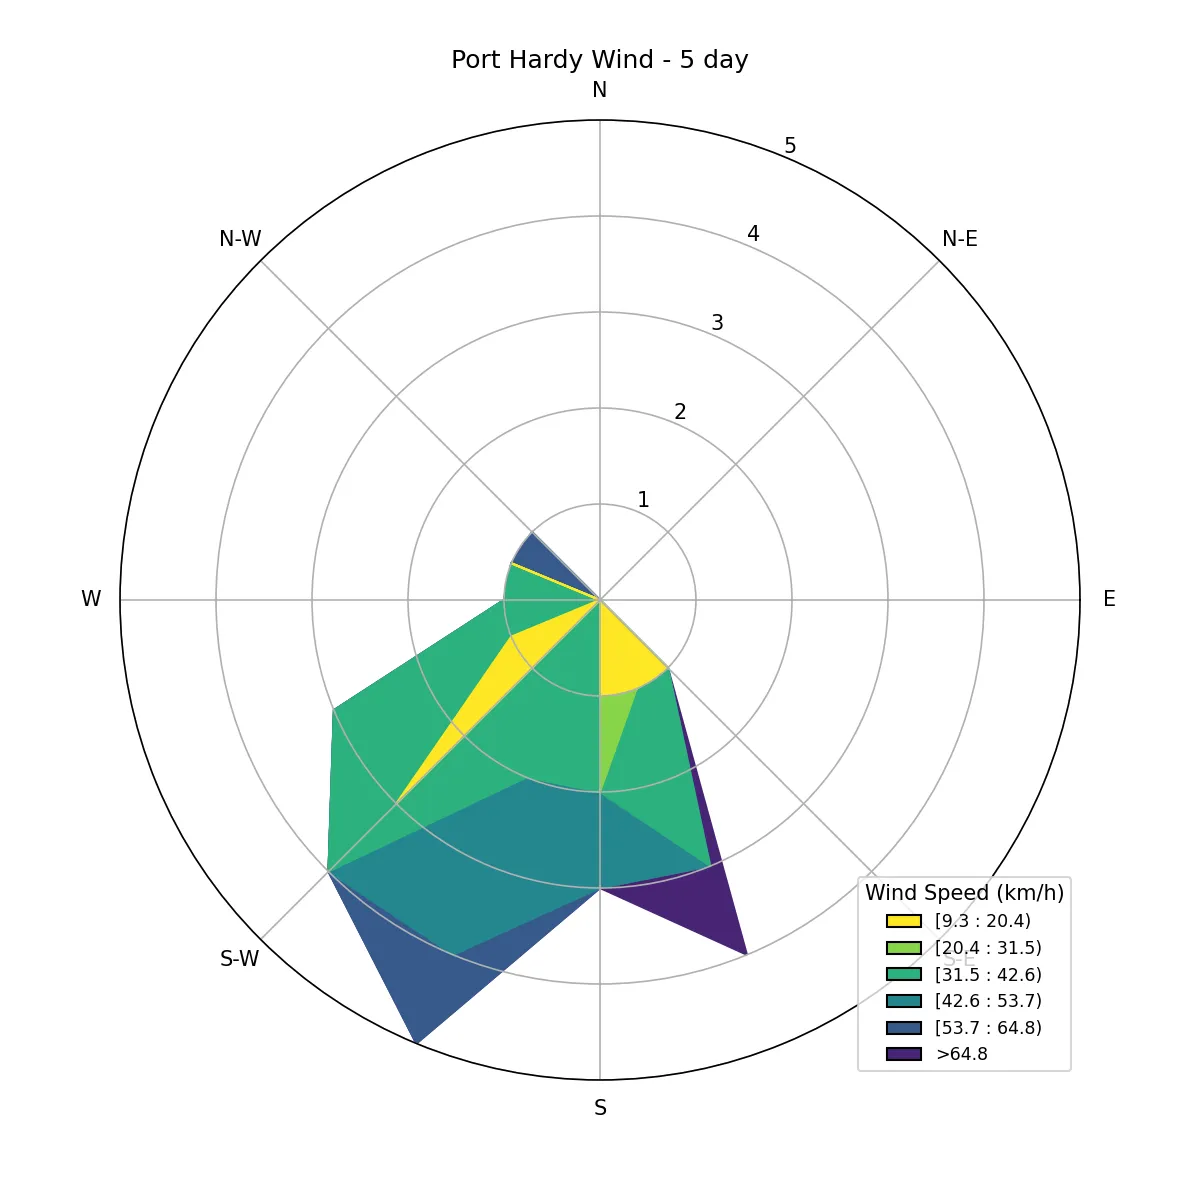 Port Hardy Wind - 5 day
N
5
N-W
4
N-E
3
2
1
W
E
S-W
S-E
S
Wind Speed (km/h)
[9.3 : 20.4)
[20.4 : 31.5)
[31.5 : 42.6)
[42.6 : 53.7)
[53.7 : 64.8)
>64.8